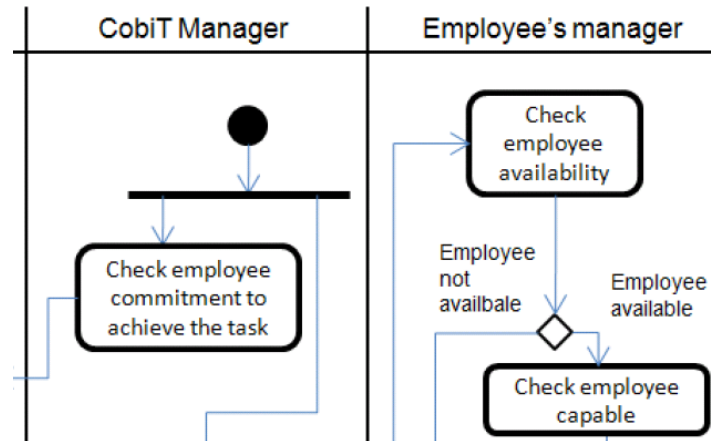 CobiT Manager
Employee's manager
Check
employee
availability
Check employee
commitment to
achieve the task
Employee
not
availbale
Employee
available
Check employee
capable